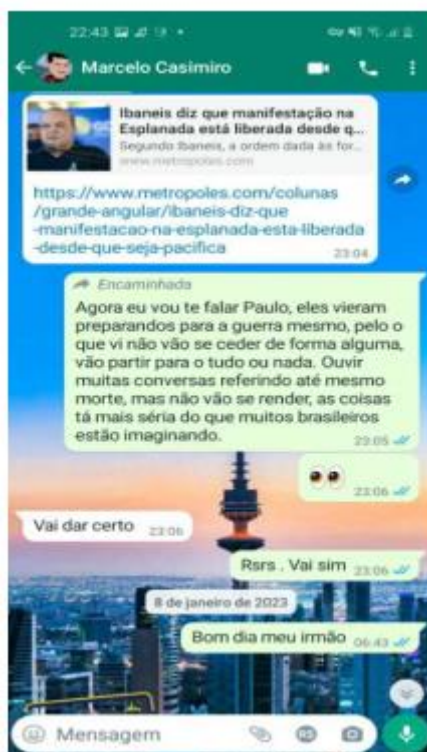 22:43
Marcelo Casimiro
Ibaneis diz que manifestação na
Esplanada está liberada desde q...
Segundo Ibaneis, a ordem dada às for...
www.metropoles.com
https://www.metropoles.com/colunas
/grande-angular/ibaneis-diz-que
-manifestacao-na-esplanada-esta-liberada
-desde-que-seja-pacifica
23:04
Encaminhada
Agora eu vou te falar Paulo, eles vieram
preparandos para a guerra mesmo, pelo o
que vi não vão se ceder de forma alguma,
vão partir para o tudo ou nada. Ouvir
muitas conversas referindo até mesmo
morte, mas não vão se render, as coisas
tá mais séria do que muitos brasileiros
estão imaginando.
23:05
23:06
Vai dar certo 23:06
Rsrs . Vai sim 23:06
8 de janeiro de 2023
Bom dia meu irmão 06:43
Mensagem